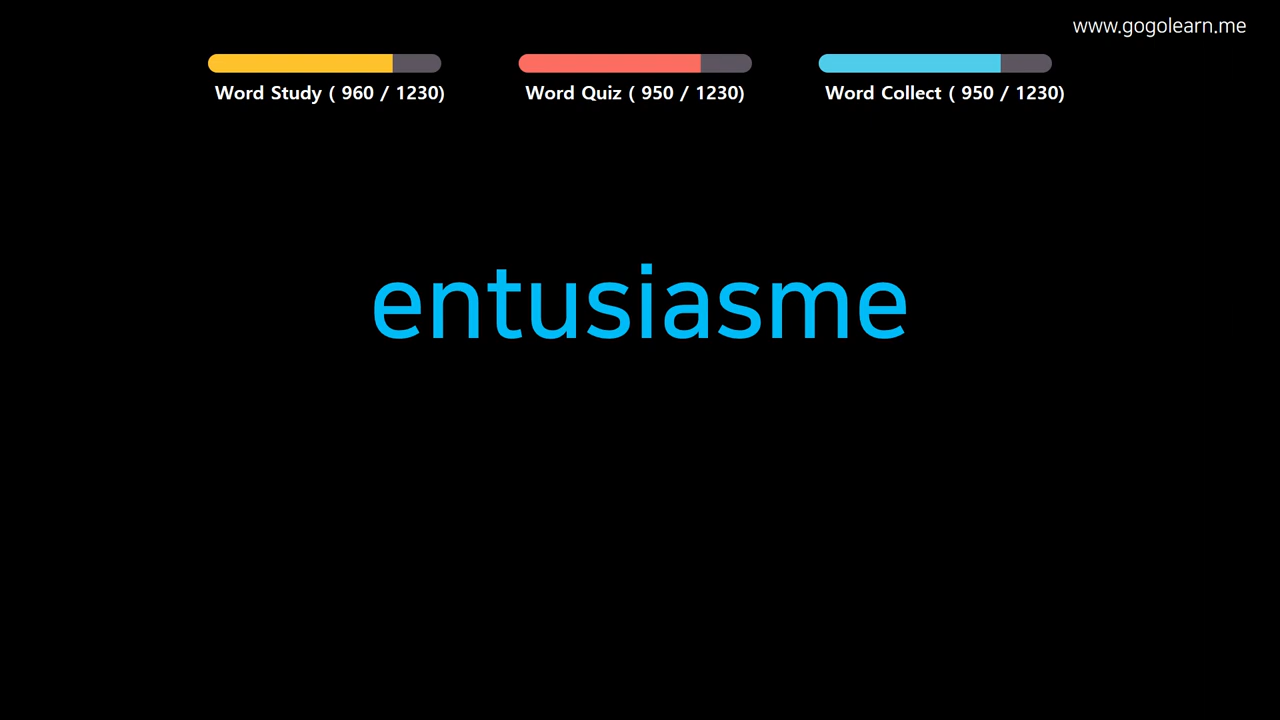 www.gogolearn.me
Word Study ( 960 / 1230)
Word Quiz ( 950 / 1230)
Word Collect ( 950 / 1230)
entusiasme